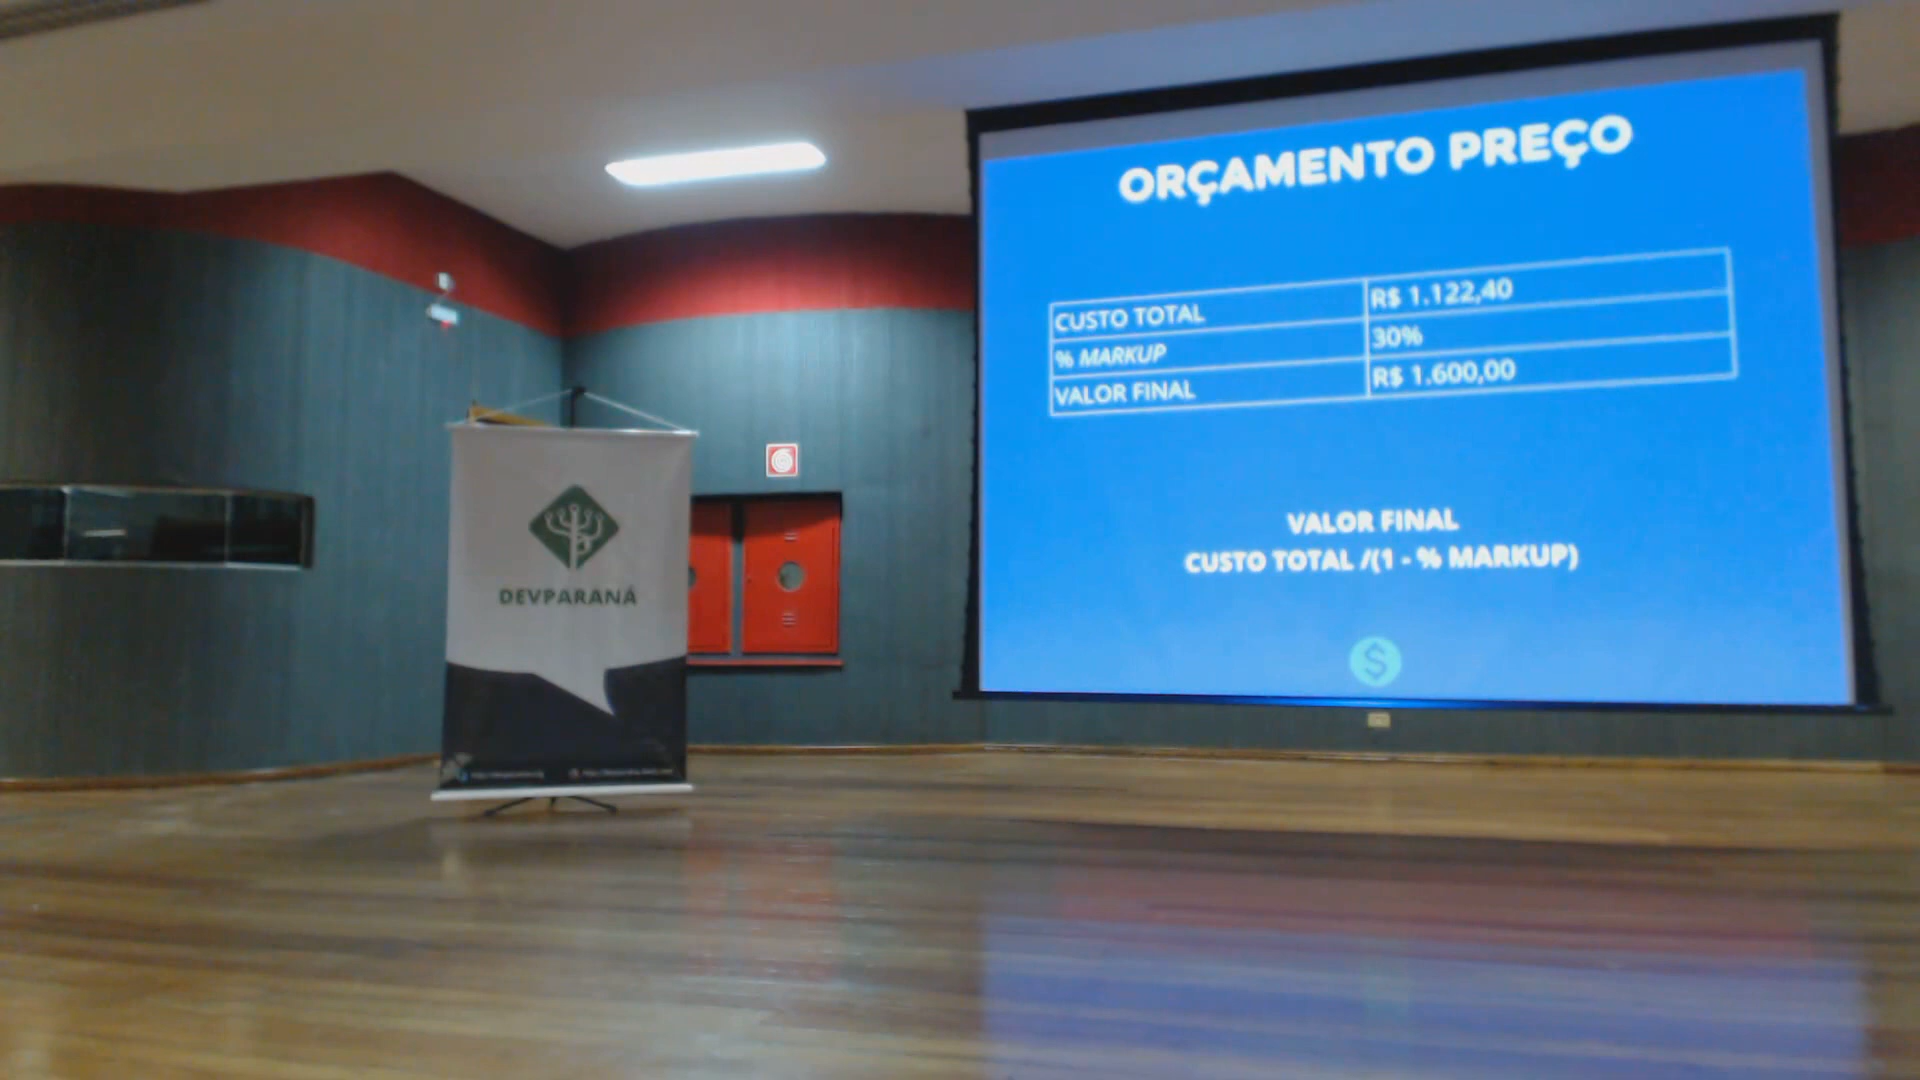 ORÇAMENTO PREÇO
CUSTO TOTAL R$ 1.122,40
% MARKUP 30%
VALOR FINAL R$ 1.600,00
VALOR FINAL
CUSTO TOTAL /(1 - % MARKUP)
$
DEVPARANÁ